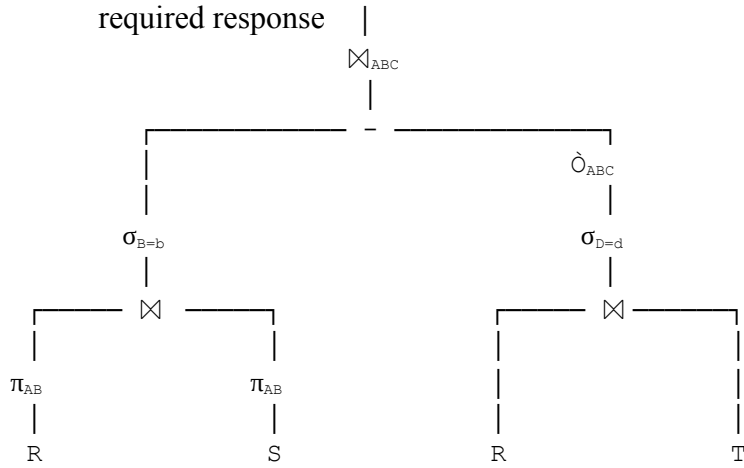 required response
⋈ABC
-
ÒABC
σB=b σD=d
⋈ ⋈
πAB πAB
R S R T